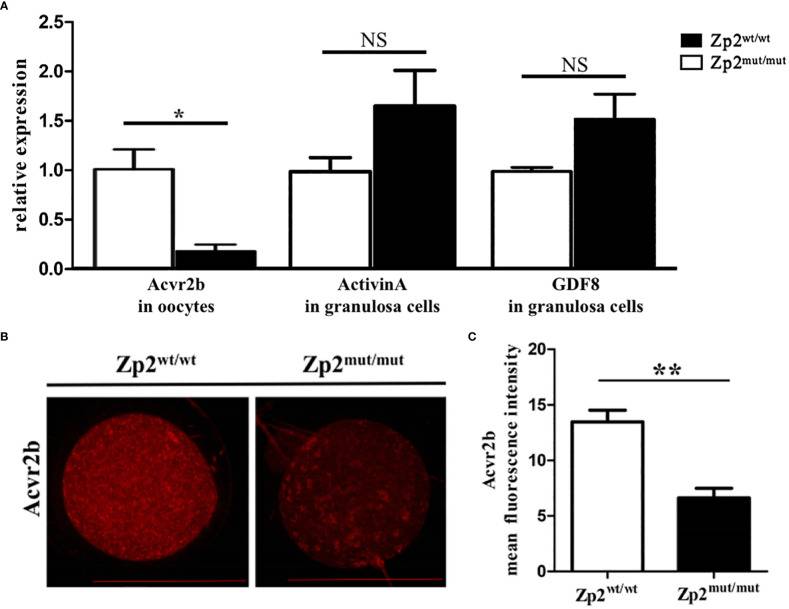 A
relative expression
2.5
2.0
1.5
1.0
0.5
0.0
*
NS
NS
Zp2wt/wt
Zp2mut/mut
Acvr2b
in oocytes
ActivinA
in granulosa cells
GDF8
in granulosa cells
B
Zp2wt/wt
Zp2mut/mut
Acvr2b
C
Acvr2b
mean fluorescence intensity
20
15
10
5
0
**
Zp2wt/wt
Zp2mut/mut